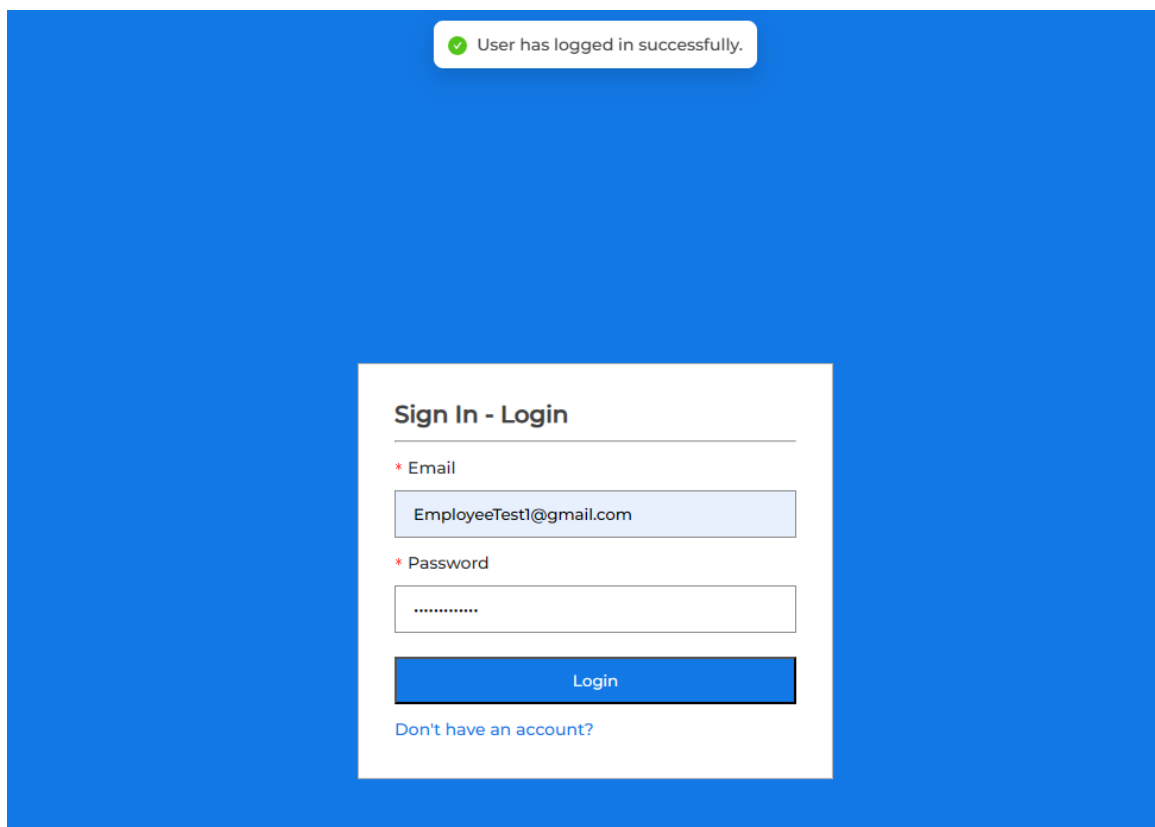 User has logged in successfully.
Sign In - Login
* Email
EmployeeTest1@gmail.com
* Password
•••••••••••••
Login
Don't have an account?